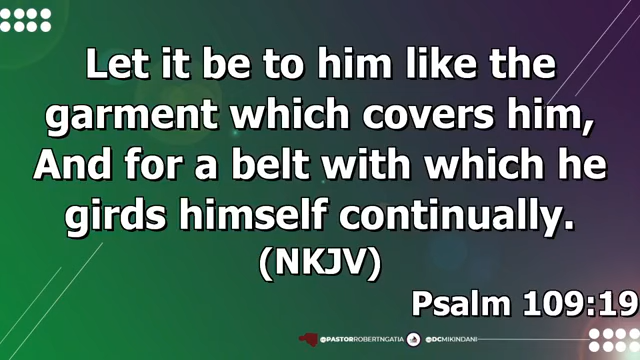 Let it be to him like the
garment which covers him,
And for a belt with which he
girds himself continually.
(NKJV)
Psalm 109:19
@PASTORROBERTNGATIA @DCMIKINDANI